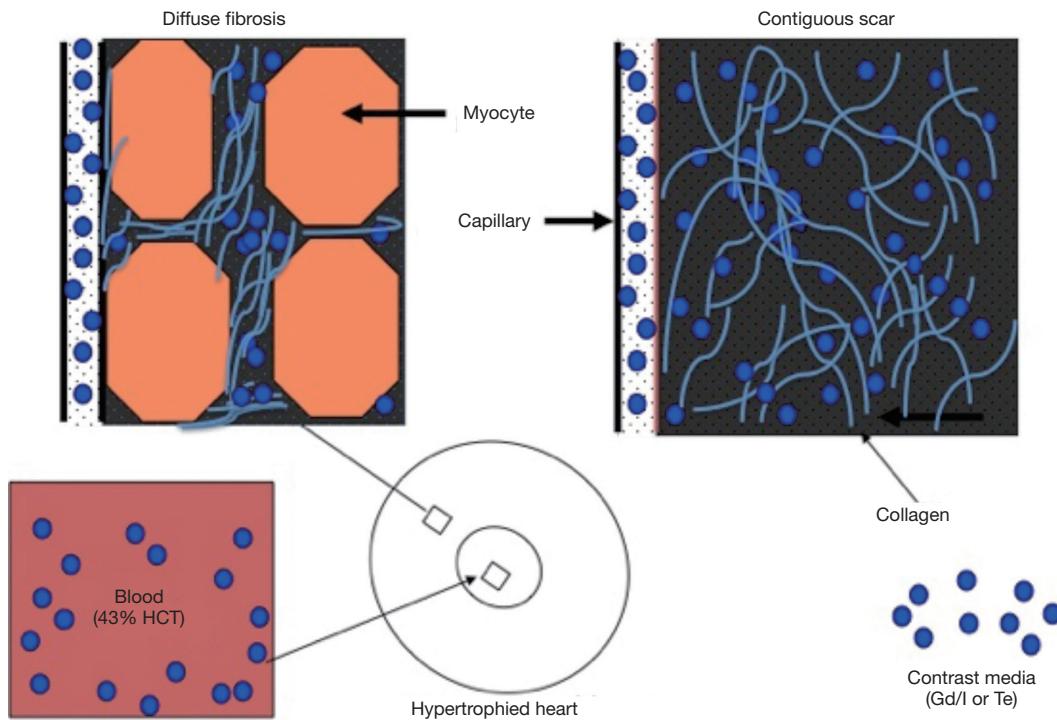 Diffuse fibrosis
Contiguous scar
Myocyte
Capillary
Collagen
Blood
(43% HCT)
Contrast media
(Gd/I or Te)
Hypertrophied heart